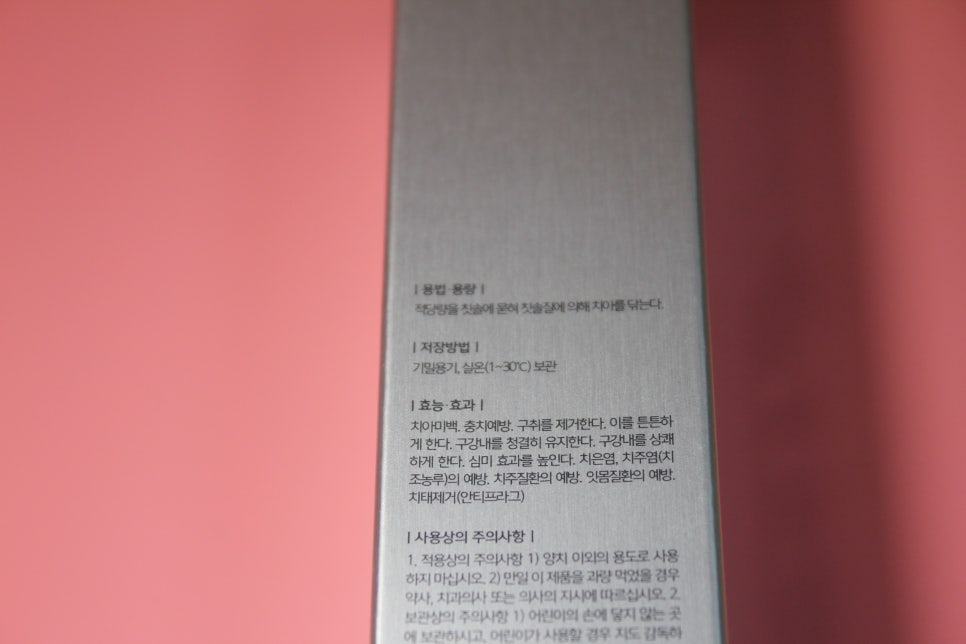 | 용법·용량 |
적당량을 칫솔에 묻혀 칫솔질에 의해 치아를 닦는다.
| 저장방법 |
기밀용기, 실온(1~30℃) 보관
| 효능·효과 |
치아미백. 충치예방. 구취를 제거한다. 이를 튼튼하
게 한다. 구강내를 청결히 유지한다. 구강내를 상쾌
하게 한다. 심미 효과를 높인다. 치은염, 치주염(치
조농루)의 예방. 치주질환의 예방. 잇몸질환의 예방.
치태제거(안티프라그)
| 사용상의 주의사항 |
1. 적용상의 주의사항 1) 양치 이외의 용도로 사용
하지 마십시오. 2) 만일 이 제품을 과량 먹었을 경우
약사, 치과의사 또는 의사의 지시에 따르십시오. 2.
보관상의 주의사항 1) 어린이의 손에 닿지 않는 곳
에 보관하시고, 어린이가 사용할 경우 지도 감독하